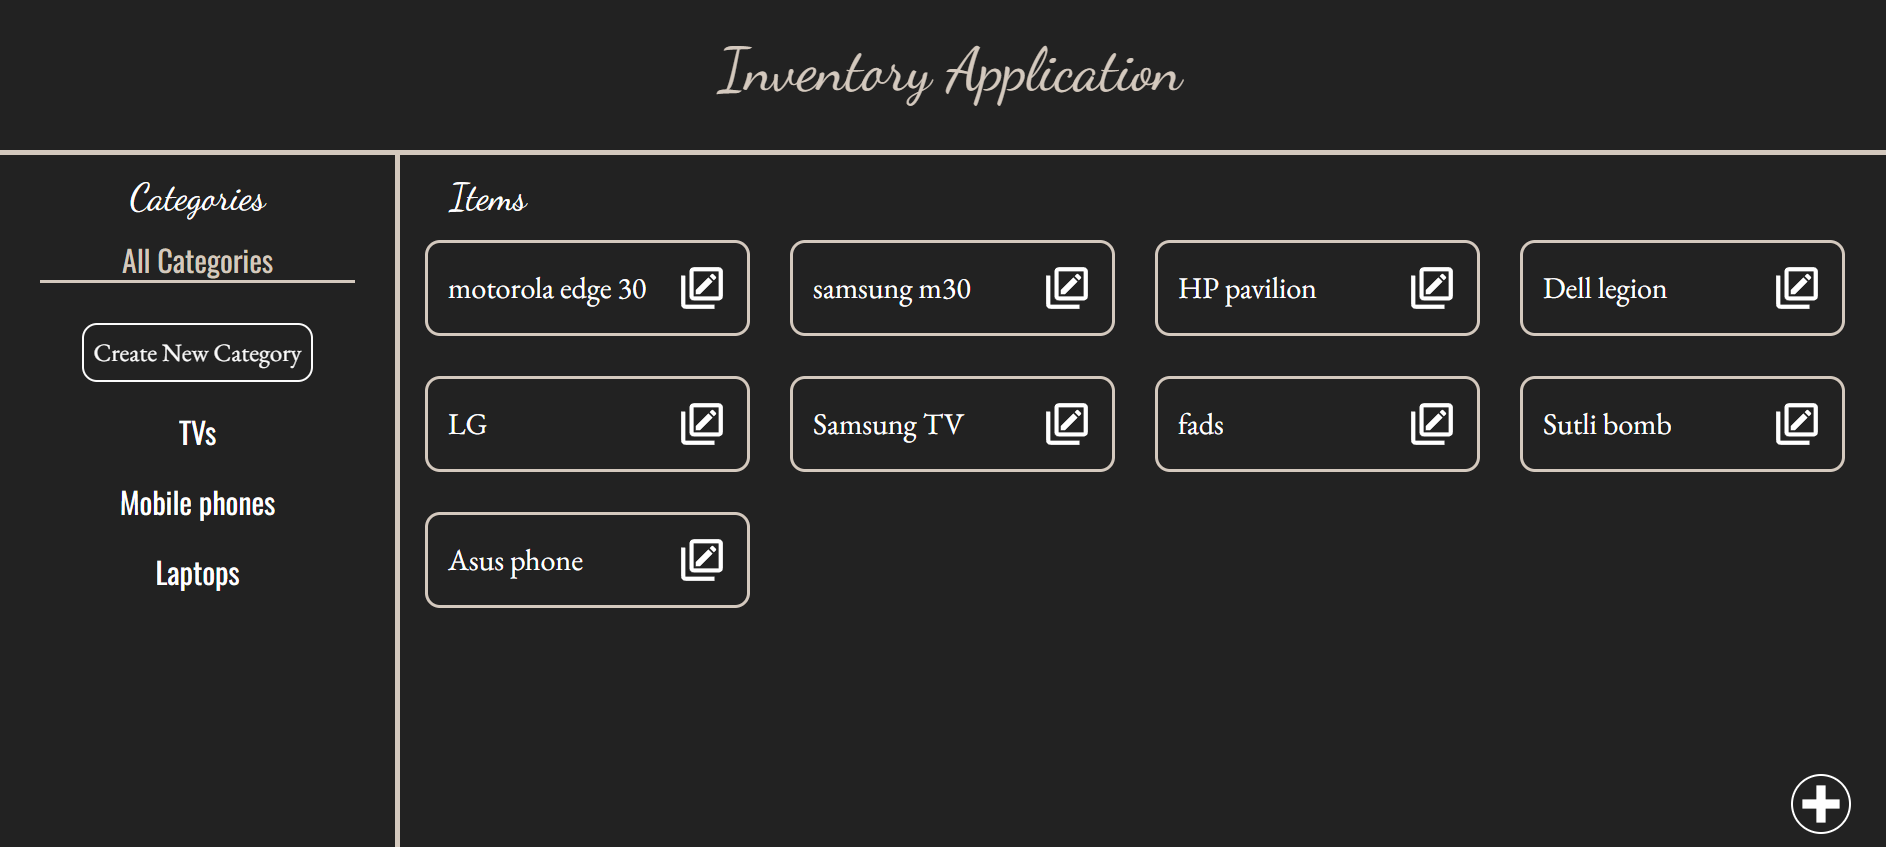 Inventory Application
Categories
All Categories
Create New Category
TVs
Mobile phones
Laptops
Items
motorola edge 30
samsung m30
HP pavilion
Dell legion
LG
Samsung TV
fads
Sutli bomb
Asus phone